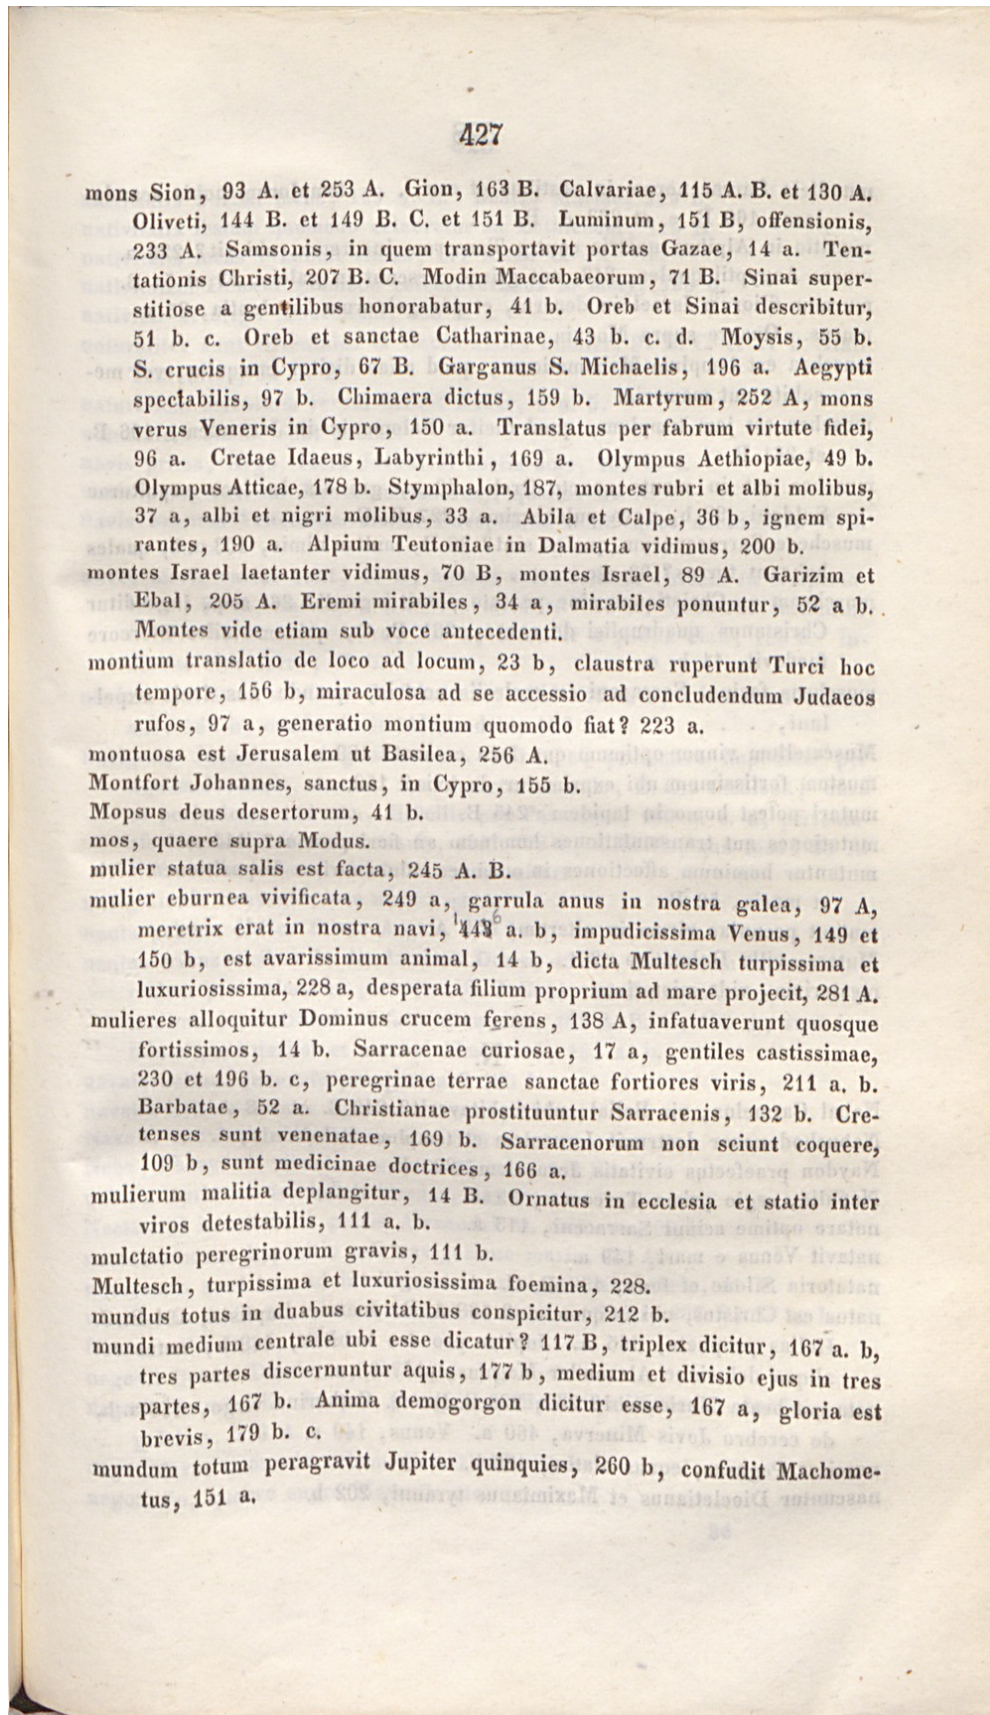 427
mons Sion, 93 A. et 253 A. Gion, 163 B. Calvariae, 115 A. B. et 130 A.
Oliveti, 144 B. et 149 B. C. et 151 B. Luminum, 151 B, offensionis,
233 A. Samsonis, in quem transportavit portas Gazae, 14 a. Ten-
tationis Christi, 207 B. C. Modin Maccabaeorum, 71 B. Sinai super-
stitiose a gentilibus honorabatur, 41 b. Oreb et Sinai describitur,
51 b. c. Oreb et sanctae Catharinae, 43 b. c. d. Moysis, 55 b.
S. crucis in Cypro, 67 B. Garganus S. Michaelis, 196 a. Aegypti
spectabilis, 97 b. Chimaera dictus, 159 b. Martyrum, 252 A, mons
verus Veneris in Cypro, 150 a. Translatus per fabrum virtute fidei,
96 a. Cretae Idaeus, Labyrinthi, 169 a. Olympus Aethiopiae, 49 b.
Olympus Atticae, 178 b. Stymphalon, 187, montes rubri et albi molibus,
37 a, albi et nigri molibus, 33 a. Abila et Calpe, 36 b, ignem spi-
rantes, 190 a. Alpium Teutoniae in Dalmatia vidimus, 200 b.
montes Israel laetanter vidimus, 70 B, montes Israel, 89 A. Garizim et
Ebal, 205 A. Eremi mirabiles, 34 a, mirabiles ponuntur, 52 a b.
Montes vide etiam sub voce antecedenti.
montium translatio de loco ad locum, 23 b, claustra ruperunt Turci hoc
tempore, 156 b, miraculosa ad se accessio ad concludendum Judaeos
rufos, 97 a, generatio montium quomodo fiat? 223 a.
montuosa est Jerusalem ut Basilea, 256 A.
Montfort Johannes, sanctus, in Cypro, 155 b.
Mopsus deus desertorum, 41 b.
mos, quaere supra Modus.
mulier statua salis est facta, 245 A. B.
mulier eburnea vivificata, 249 a, garrula anus in nostra galea, 97 A,
meretrix erat in nostra navi, a. b, impudicissima Venus, 149 et
150 b, est avarissimum animal, 14 b, dicta Multesch turpissima et
luxuriosissima, 228 a, desperata filium proprium ad mare projecit, 281 A.
mulieres alloquitur Dominus crucem ferens, 138 A, infatuaverunt quosque
fortissimos, 14 b. Sarracenae curiosae, 17 a, gentiles castissimae,
230 et 196 b. c, peregrinae terrae sanctae fortiores viris, 211 a. b.
Barbatae, 52 a. Christianae prostituuntur Sarracenis, 132 b. Cre-
tenses sunt venenatae, 169 b. Sarracenorum non sciunt coquere,
109 b, sunt medicinae doctrices, 166 a.
mulierum malitia deplangitur, 14 B. Ornatus in ecclesia et statio inter
viros detestabilis, 111 a. b.
mulctatio peregrinorum gravis, 111 b.
Multesch, turpissima et luxuriosissima foemina, 228.
mundus totus in duabus civitatibus conspicitur, 212 b.
mundi medium centrale ubi esse dicatur? 117 B, triplex dicitur, 167 a. b,
tres partes discernuntur aquis, 177 b, medium et divisio ejus in tres
partes, 167 b. Anima demogorgon dicitur esse, 167 a, gloria est
brevis, 179 b. c.
mundum totum peragravit Jupiter quinquies, 260 b, confudit Machome-
tus, 151 a.